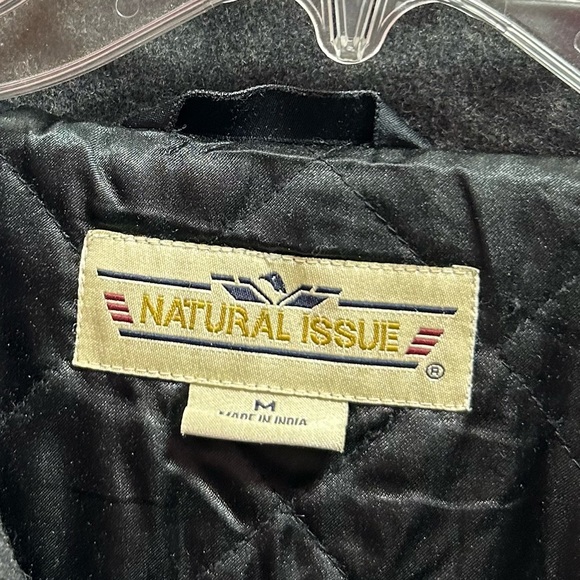 NATURAL ISSUE
®
M
MADE IN INDIA